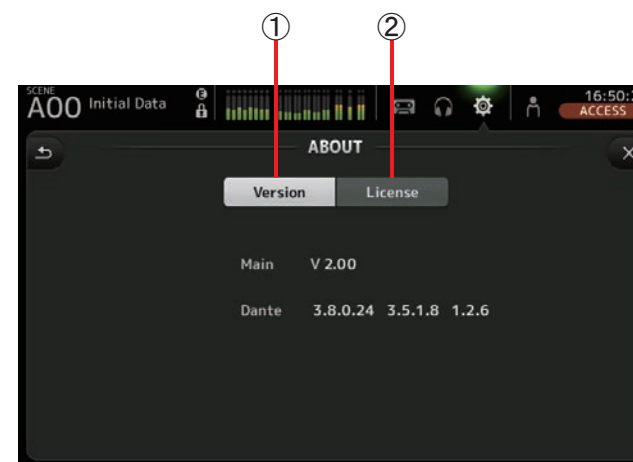 ① ②
SCENE
A00 Initial Data E 16:50:
ACCESS
ABOUT
Version License
Main V 2.00
Dante 3.8.0.24 3.5.1.8 1.2.6